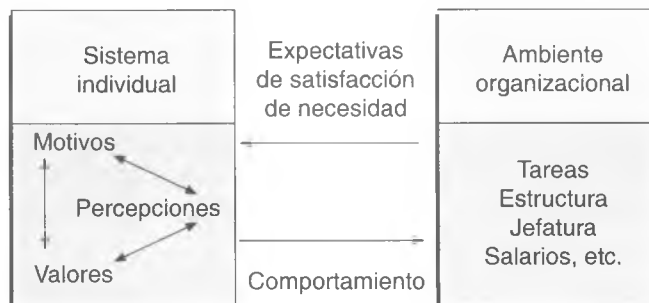 Sistema
individual
Expectativas
de satisfacción
de necesidad
Ambiente
organizacional
Motivos
Percepciones
Valores
Comportamiento
Tareas
Estructura
Jefatura
Salarios, etc.